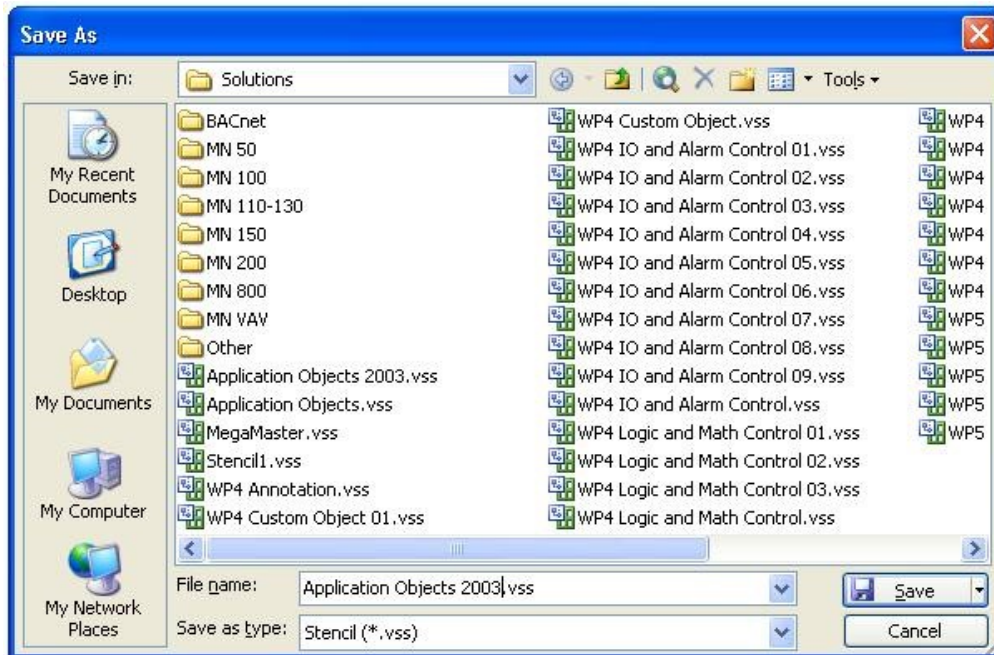 Save As
Save in:
Solutions
Tools
My Recent
Documents
Desktop
My Documents
My Computer
My Network
Places
BACnet
MN 50
MN 100
MN 110-130
MN 150
MN 200
MN 800
MN VAV
Other
Application Objects 2003.vss
Application Objects.vss
MegaMaster.vss
Stencil1.vss
WP4 Annotation.vss
WP4 Custom Object 01.vss
WP4 Custom Object.vss
WP4 IO and Alarm Control 01.vss
WP4 IO and Alarm Control 02.vss
WP4 IO and Alarm Control 03.vss
WP4 IO and Alarm Control 04.vss
WP4 IO and Alarm Control 05.vss
WP4 IO and Alarm Control 06.vss
WP4 IO and Alarm Control 07.vss
WP4 IO and Alarm Control 08.vss
WP4 IO and Alarm Control 09.vss
WP4 IO and Alarm Control.vss
WP4 Logic and Math Control 01.vss
WP4 Logic and Math Control 02.vss
WP4 Logic and Math Control 03.vss
WP4 Logic and Math Control.vss
WP4
WP4
WP4
WP4
WP4
WP4
WP4
WP5
WP5
WP5
WP5
WP5
File name:
Application Objects 2003.vss
Save
Save as type:
Stencil (*.vss)
Cancel